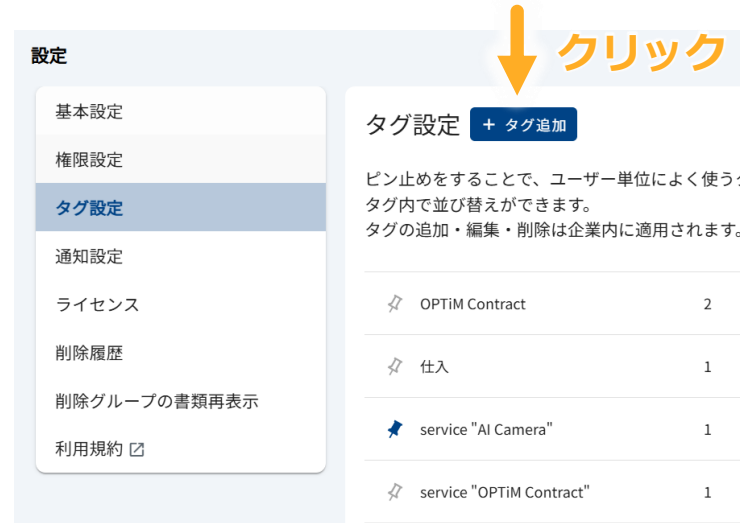 クリック
設定
基本設定
権限設定
タグ設定
通知設定
ライセンス
削除履歴
削除グループの書類再表示
利用規約
タグ設定
+ タグ追加
ピン止めをすることで、ユーザー単位によく使う
タグ内で並び替えができます。
タグの追加・編集・削除は企業内に適用されます。
OPTiM Contract 2
仕入 1
service "AI Camera" 1
service "OPTiM Contract" 1